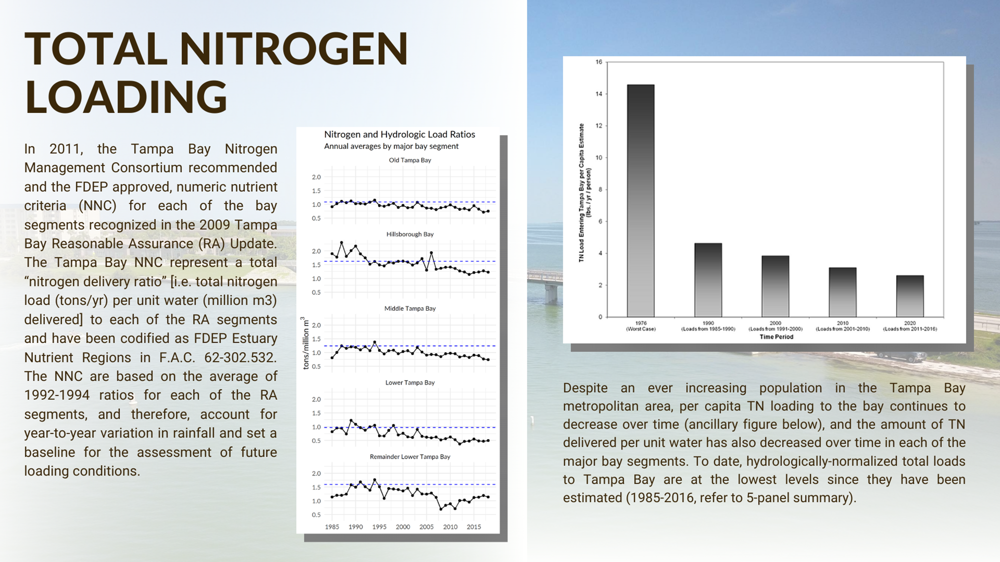 TOTAL NITROGEN
LOADING
In 2011, the Tampa Bay Nitrogen
Management Consortium recommended
and the FDEP approved, numeric nutrient
criteria (NNC) for each of the bay
segments recognized in the 2009 Tampa
Bay Reasonable Assurance (RA) Update.
The Tampa Bay NNC represent a total
“nitrogen delivery ratio” [i.e. total nitrogen
load (tons/yr) per unit water (million m3)
delivered] to each of the RA segments
and have been codified as FDEP Estuary
Nutrient Regions in F.A.C. 62-302.532.
The NNC are based on the average of
1992-1994 ratios for each of the RA
segments, and therefore, account for
year-to-year variation in rainfall and set a
baseline for the assessment of future
loading conditions.
Nitrogen and Hydrologic Load Ratios
Annual averages by major bay segment
tons/million m³
Old Tampa Bay
2.0
1.5
1.0
0.5
Hillsborough Bay
2.0
1.5
1.0
0.5
Middle Tampa Bay
2.0
1.5
1.0
0.5
Lower Tampa Bay
2.0
1.5
1.0
0.5
Remainder Lower Tampa Bay
2.0
1.5
1.0
0.5
1985 1990 1995 2000 2005 2010 2015
TN Load Entering Tampa Bay per Capita Estimate
(lbs. / yr / person)
16
14
12
10
8
6
4
2
0
1976 1990 2000 2010 2020
(Worst Case) (Loads from 1985-1990) (Loads from 1991-2000) (Loads from 2001-2010) (Loads from 2011-2016)
Time Period
Despite an ever increasing population in the Tampa Bay
metropolitan area, per capita TN loading to the bay continues to
decrease over time (ancillary figure below), and the amount of TN
delivered per unit water has also decreased over time in each of the
major bay segments. To date, hydrologically-normalized total loads
to Tampa Bay are at the lowest levels since they have been
estimated (1985-2016, refer to 5-panel summary).